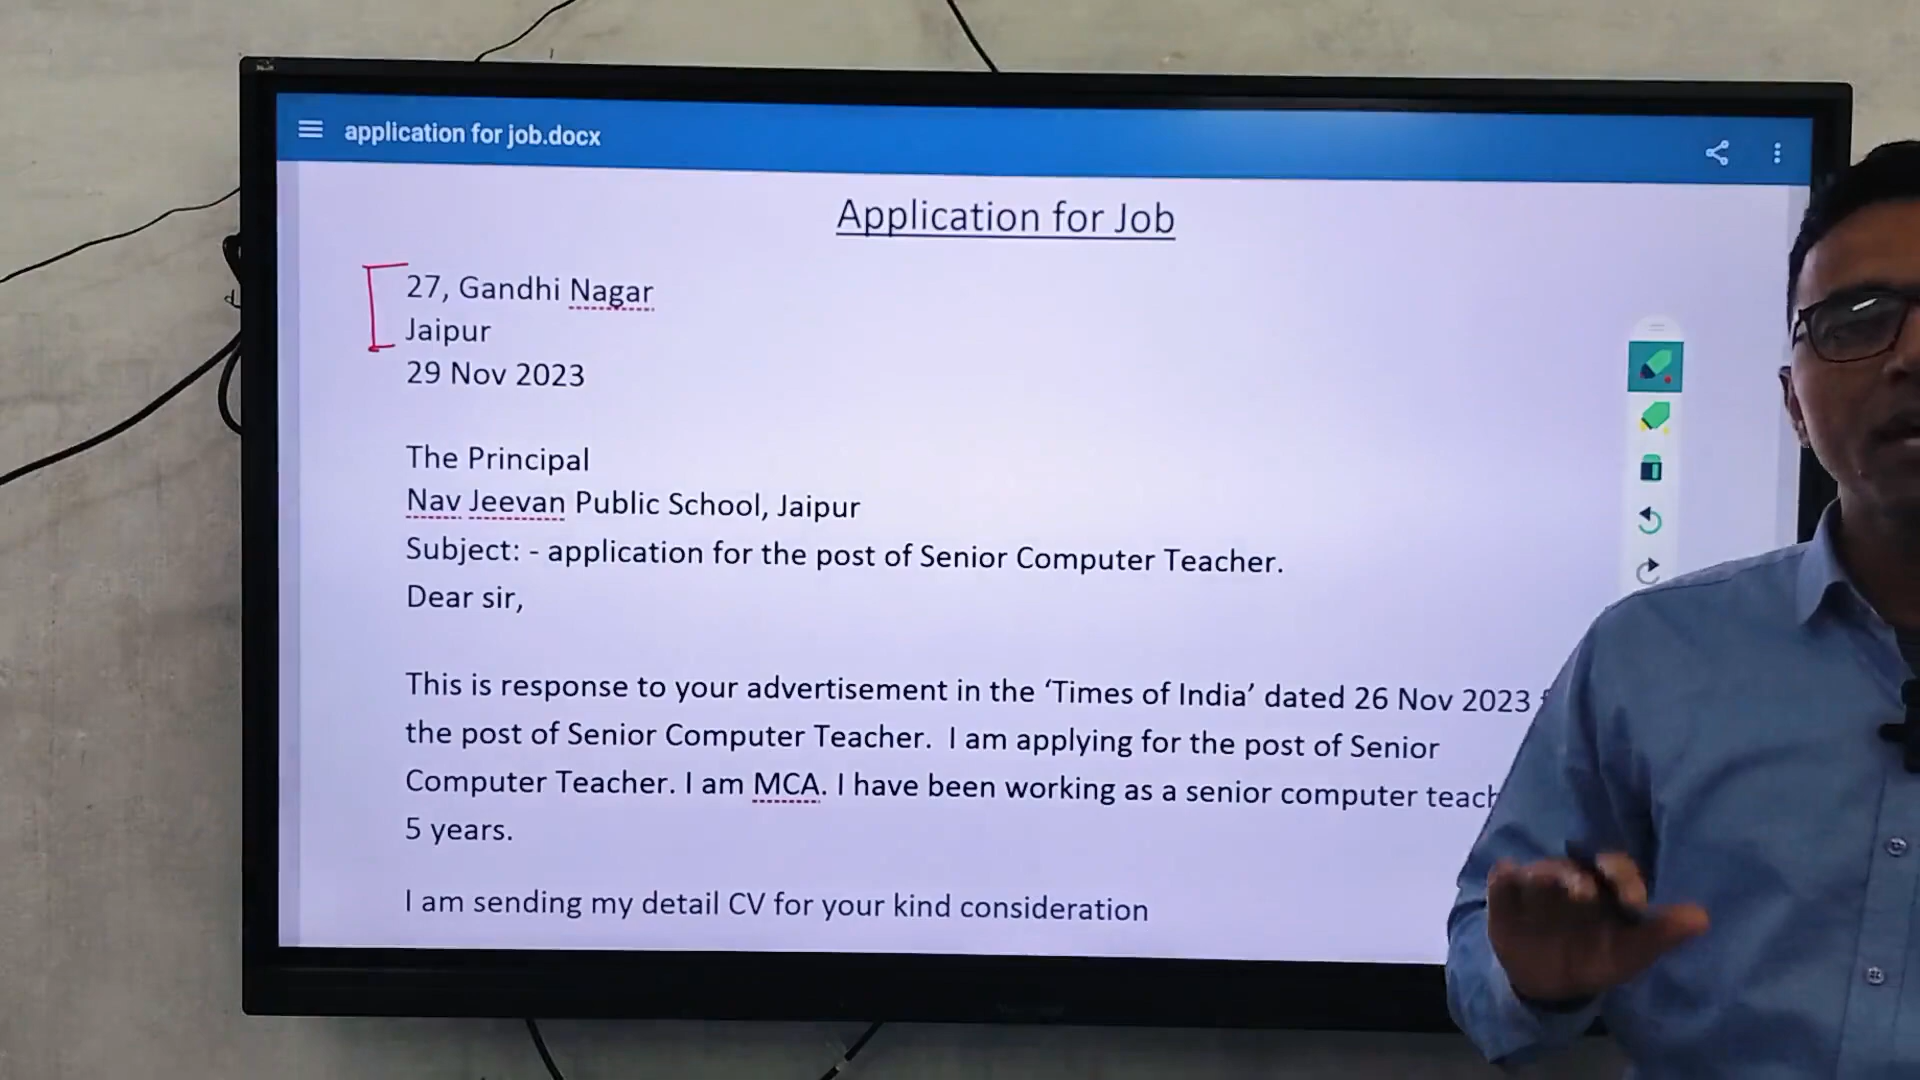 application for job.docx
Application for Job
27, Gandhi Nagar
Jaipur
29 Nov 2023
The Principal
Nav Jeevan Public School, Jaipur
Subject: - application for the post of Senior Computer Teacher.
Dear sir,
This is response to your advertisement in the ‘Times of India’ dated 26 Nov 2023
the post of Senior Computer Teacher.  I am applying for the post of Senior
Computer Teacher. I am MCA. I have been working as a senior computer
5 years.
I am sending my detail CV for your kind consideration